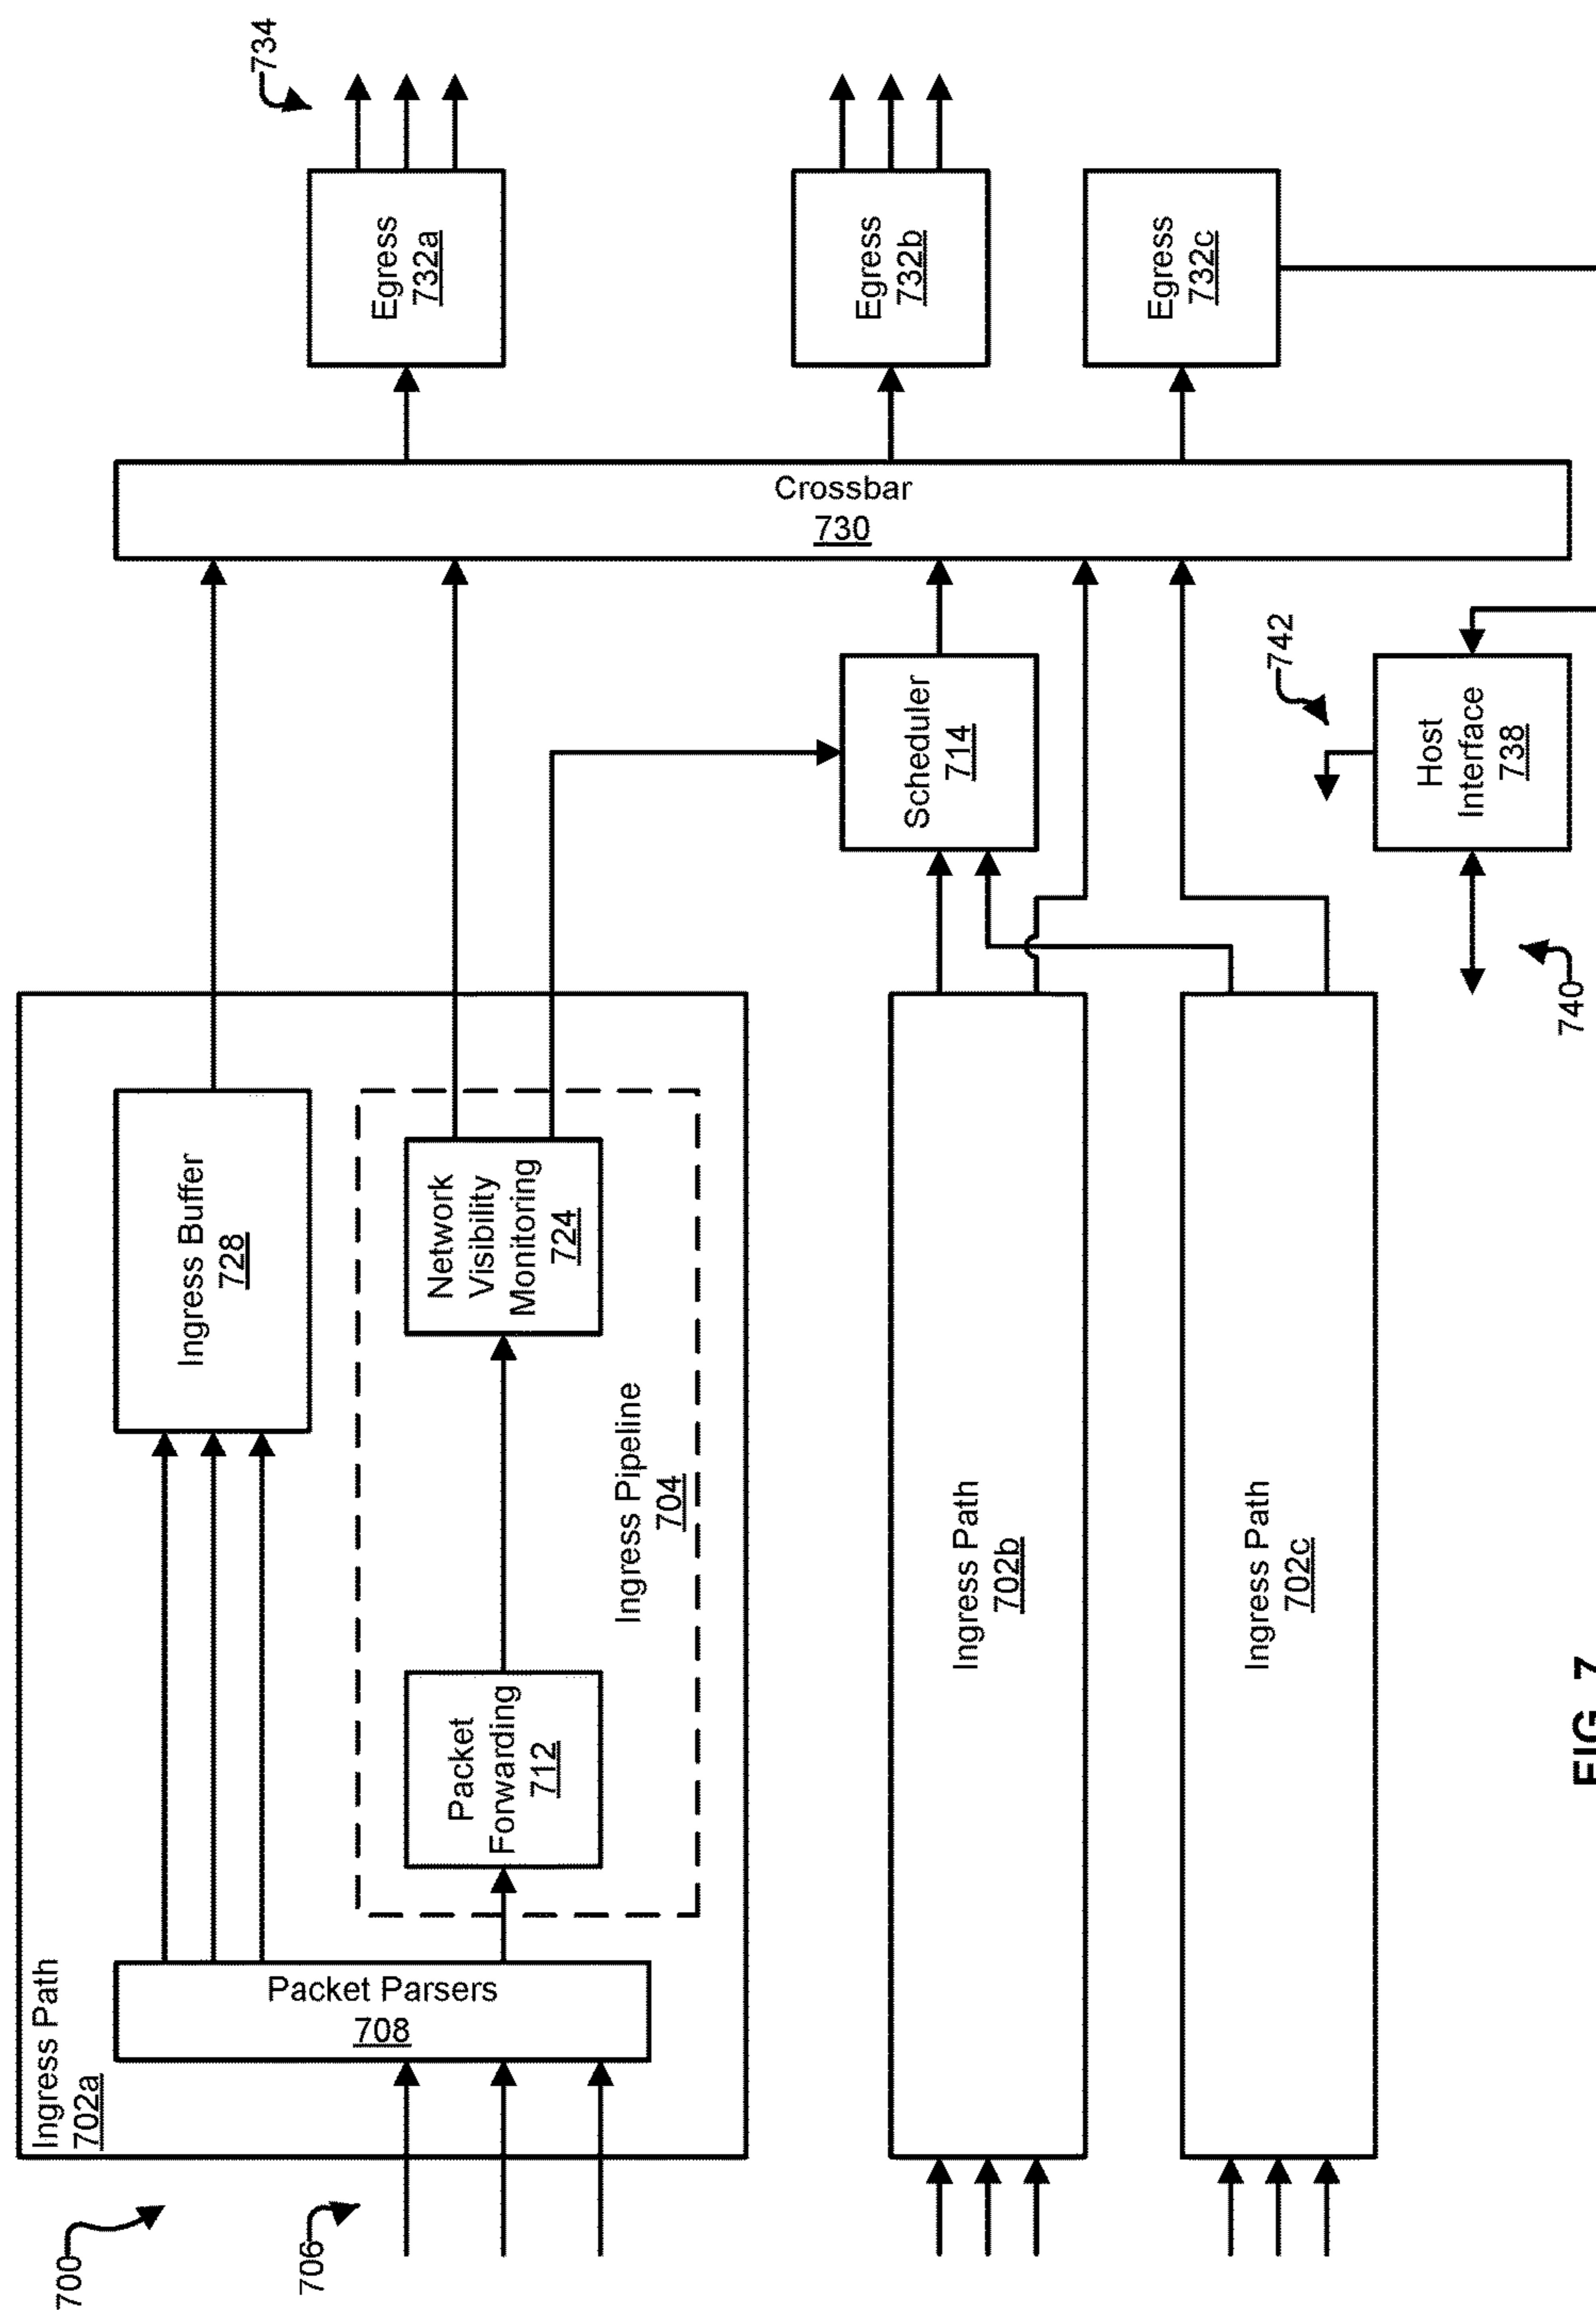 700
Ingress Path
702a
706
Packet Parsers
708
Ingress Buffer
728
Packet
Forwarding
712
Network
Visibility
Monitoring
724
Ingress Pipeline
704
Ingress Path
702b
Ingress Path
702c
Scheduler
714
Crossbar
730
Egress
732a
734
Egress
732b
Egress
732c
Host
Interface
738
742
740
FIG. 7